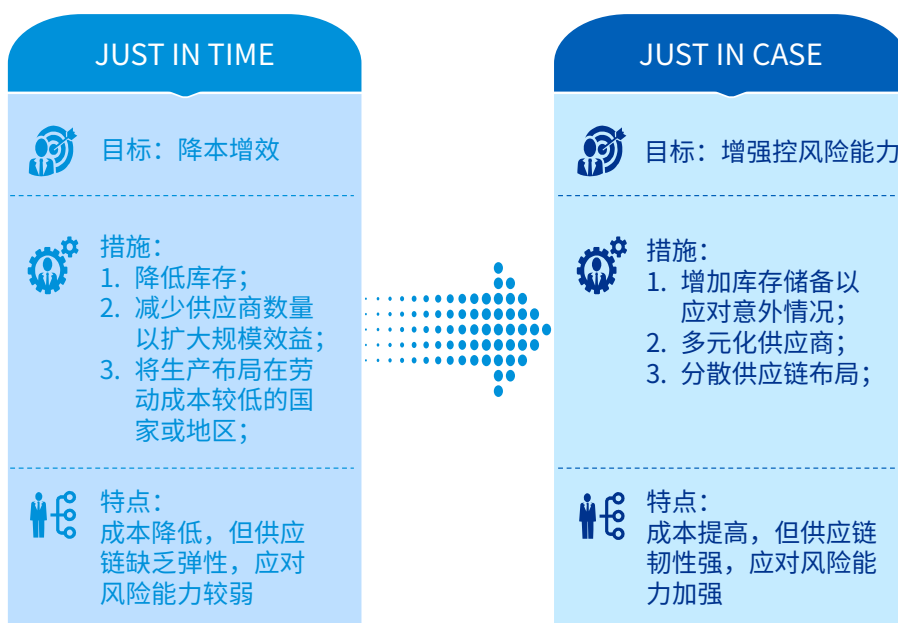 JUST IN TIME
目标：降本增效
措施：
1. 降低库存；
2. 减少供应商数量
以扩大规模效益；
3. 将生产布局在劳
动成本较低的国
家或地区；
特点：
成本降低，但供应
链缺乏弹性，应对
风险能力较弱
JUST IN CASE
目标：增强控风险能力
措施：
1. 增加库存储备以
应对意外情况；
2. 多元化供应商；
3. 分散供应链布局；
特点：
成本提高，但供应链
韧性强，应对风险能
力加强